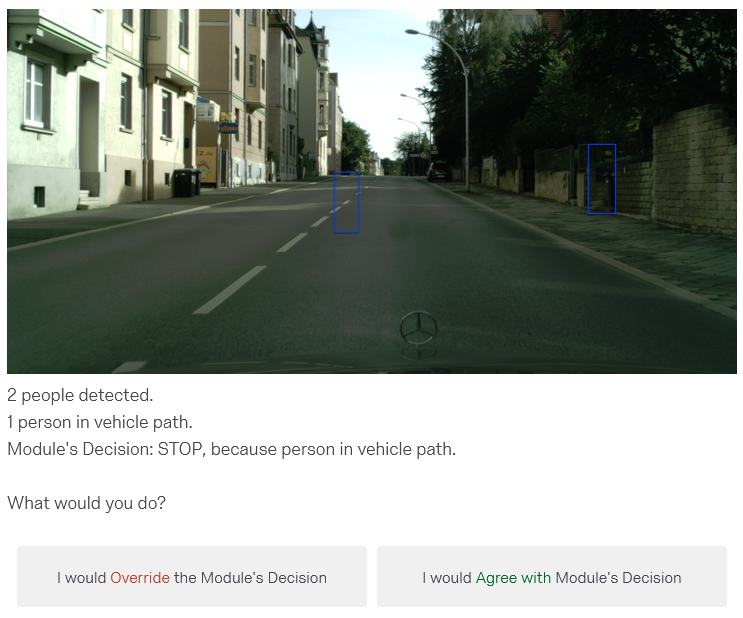 2 people detected.
1 person in vehicle path.
Module's Decision: STOP, because person in vehicle path.
What would you do?
I would Override the Module's Decision
I would Agree with Module's Decision